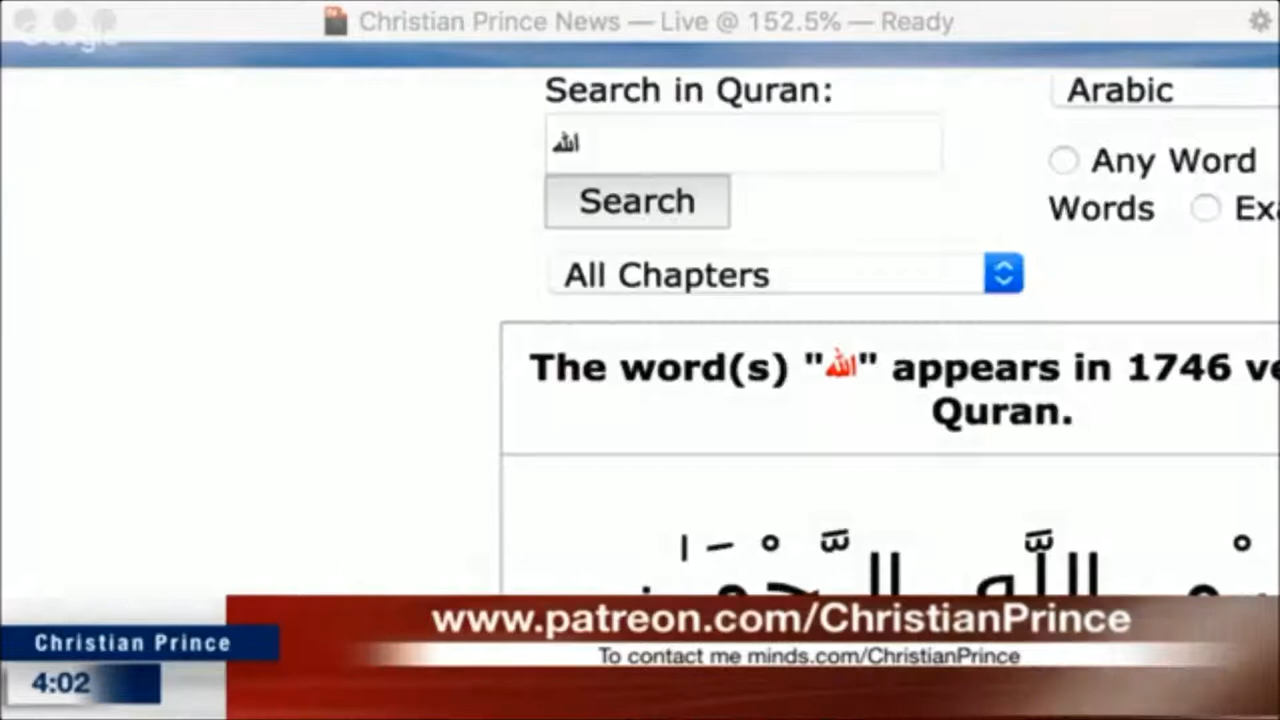 Christian Prince News — Live @ 152.5% — Ready
Google
Search in Quran:
Arabic
الله
Any Word
Search
Words
All Chapters
The word(s) "الله" appears in 1746
Quran.
www.patreon.com/ChristianPrince
Christian Prince
To contact me minds.com/ChristianPrince
4:02